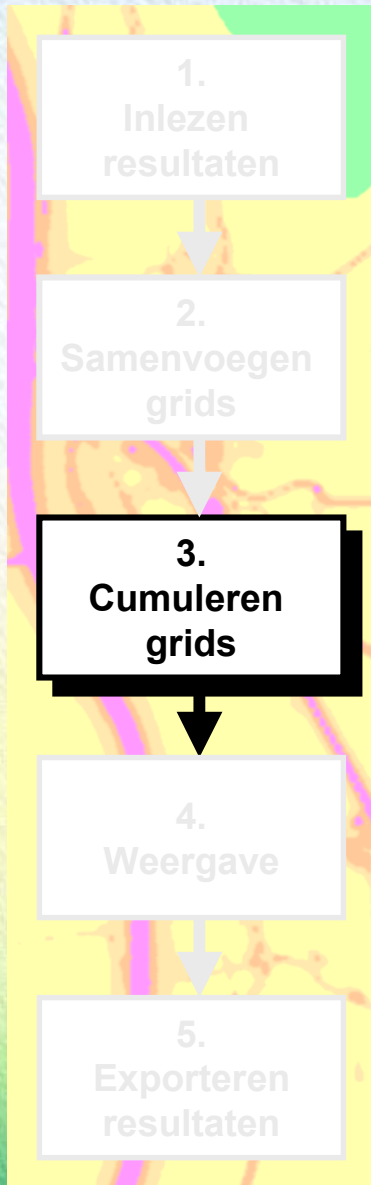 1.
Inlezen
resultaten
2.
Samenvoegen
grids
3.
Cumuleren
grids
4.
Weergave
5.
Exporteren
resultaten